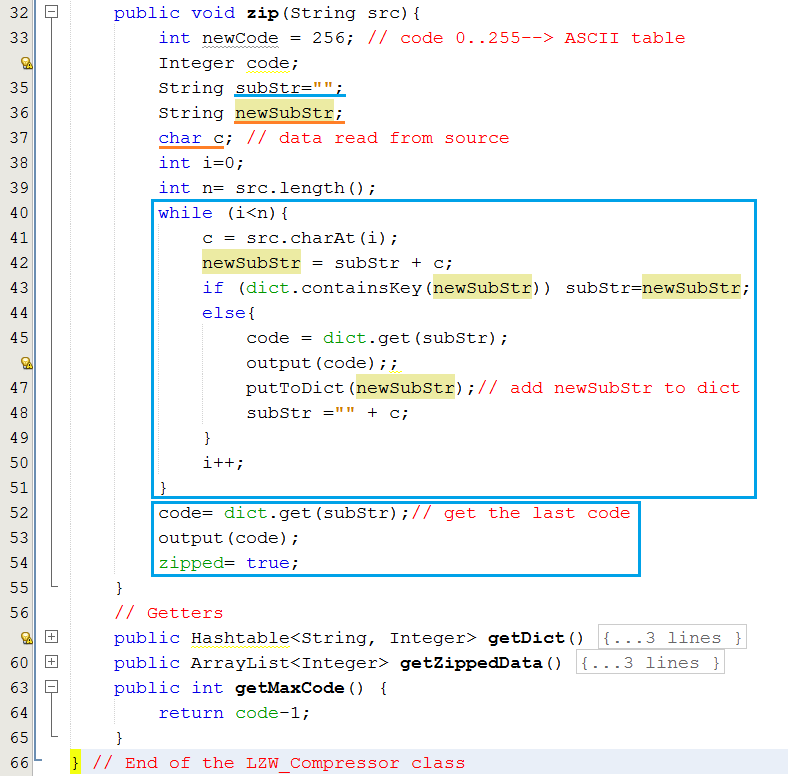 32 public void zip(String src){
33 int newCode = 256; // code 0..255--> ASCII table
Integer code;
35 String subStr="";
36 String newSubStr;
37 char c; // data read from source
38 int i=0;
39 int n= src.length();
40 while (i<n){
41 c = src.charAt(i);
42 newSubStr = subStr + c;
43 if (dict.containsKey(newSubStr)) subStr=newSubStr;
44 else{
45 code = dict.get(subStr);
output(code);;
47 putToDict(newSubStr);// add newSubStr to dict
48 subStr ="" + c;
49 }
50 i++;
51 }
52 code= dict.get(subStr);// get the last code
53 output(code);
54 zipped= true;
55 }
56 // Getters
public Hashtable<String, Integer> getDict() {...3 lines }
60 public ArrayList<Integer> getZippedData() {...3 lines }
63 public int getMaxCode() {
64 return code-1;
65 }
66 } // End of the LZW_Compressor class